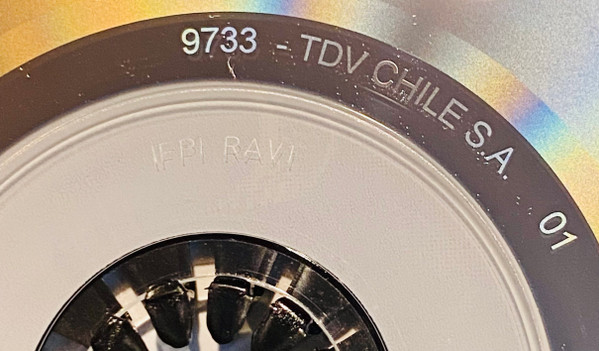 9733 - TDV CHILE S.A. 01
IFPI RAV1